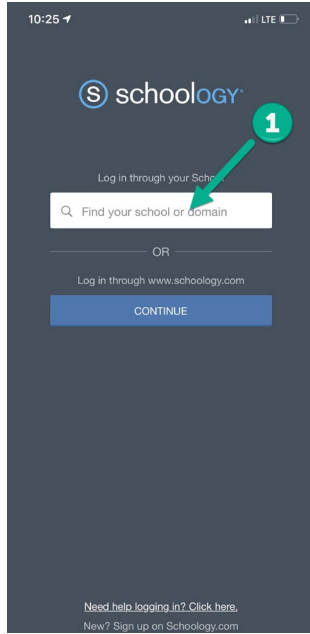 10:25 LTE
S schoology
1
Log in through your School
Find your school or domain
OR
Log in through www.schoology.com
CONTINUE
Need help logging in? Click here.
New? Sign up on Schoology.com